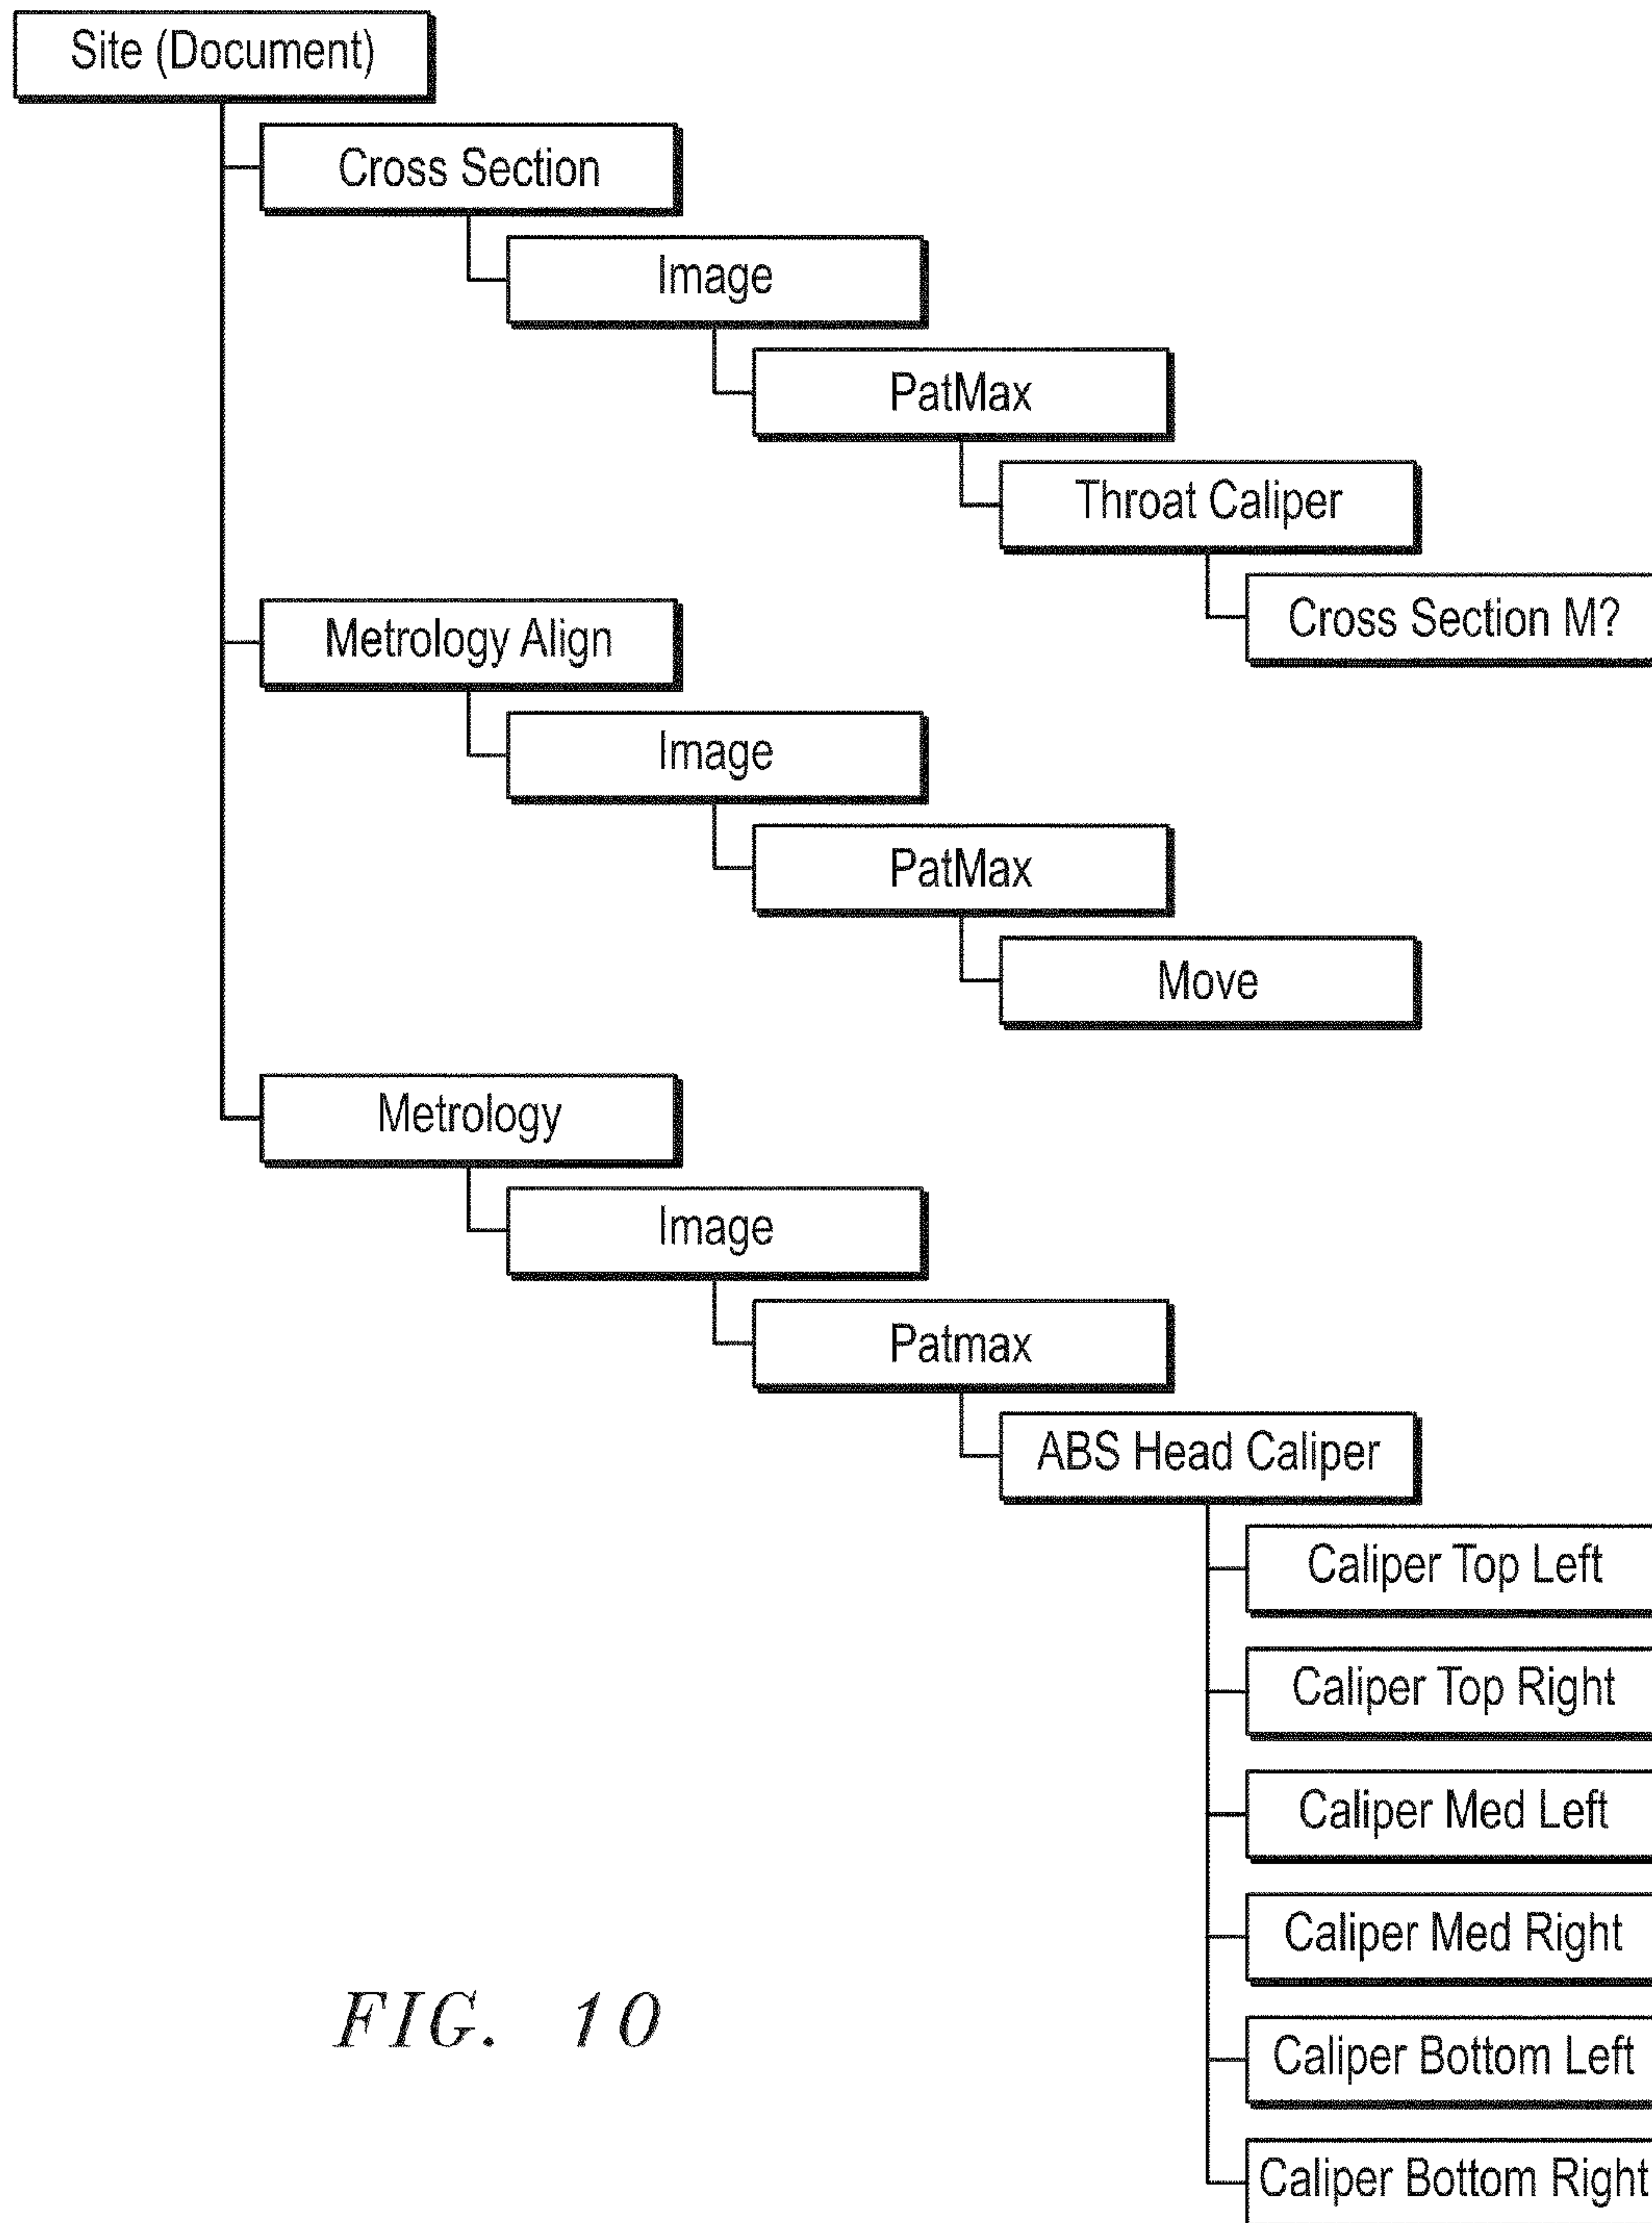 Site (Document)
Cross Section
Image
PatMax
Throat Caliper
Cross Section M?
Metrology Align
Image
PatMax
Move
Metrology
Image
Patmax
ABS Head Caliper
Caliper Top Left
Caliper Top Right
Caliper Med Left
Caliper Med Right
Caliper Bottom Left
Caliper Bottom Right
FIG. 10